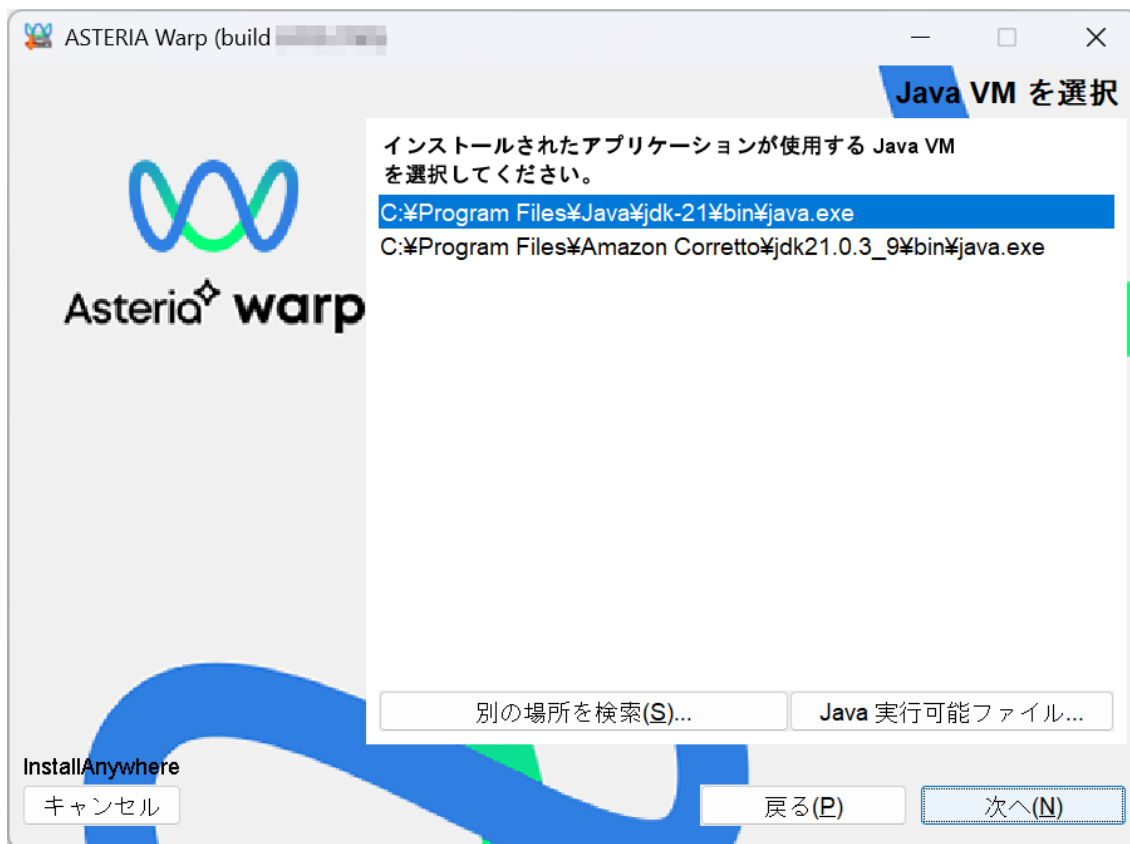 ASTERIA Warp (build
Java VM を選択
Asteria warp
インストールされたアプリケーションが使用する Java VM
を選択してください。
C:¥Program Files¥Java¥jdk-21¥bin¥java.exe
C:¥Program Files¥Amazon Corretto¥jdk21.0.3_9¥bin¥java.exe
別の場所を検索(S)...
Java 実行可能ファイル...
InstallAnywhere
キャンセル
戻る(P)
次へ(N)